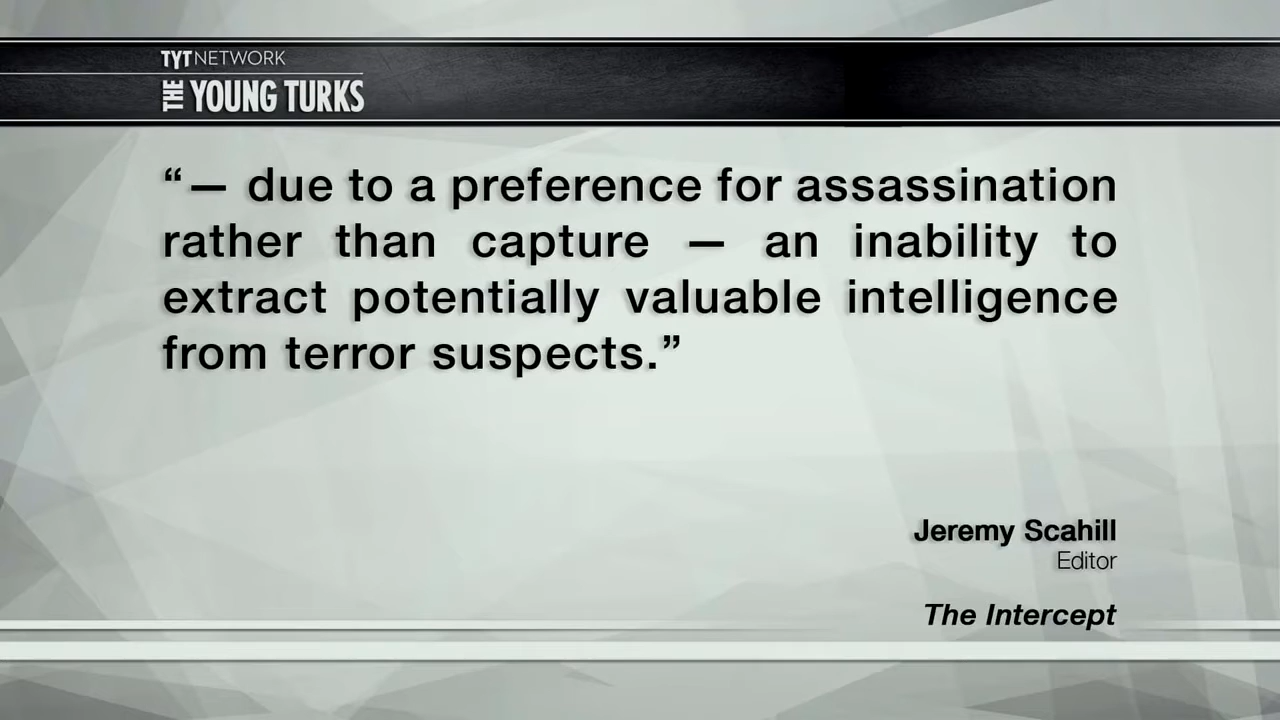 TYTNETWORK
THE YOUNG TURKS
“— due to a preference for assassination
rather than capture — an inability to
extract potentially valuable intelligence
from terror suspects.”
Jeremy Scahill
Editor
The Intercept